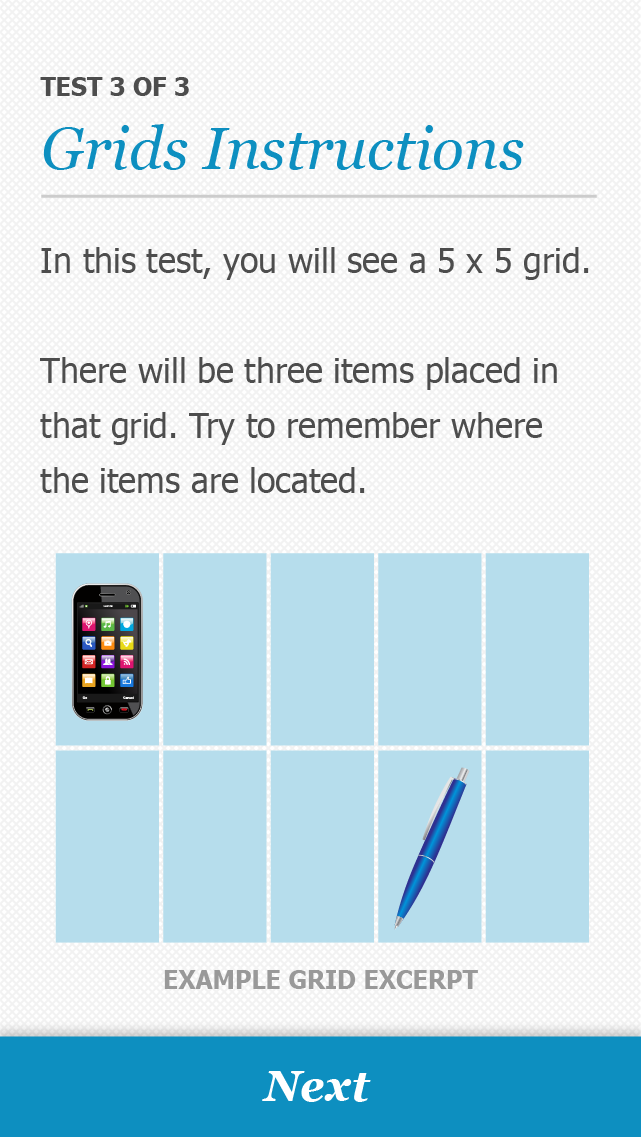 TEST 3 OF 3
Grids Instructions
In this test, you will see a 5 x 5 grid.
There will be three items placed in
that grid. Try to remember where
the items are located.
EXAMPLE GRID EXCERPT
Next